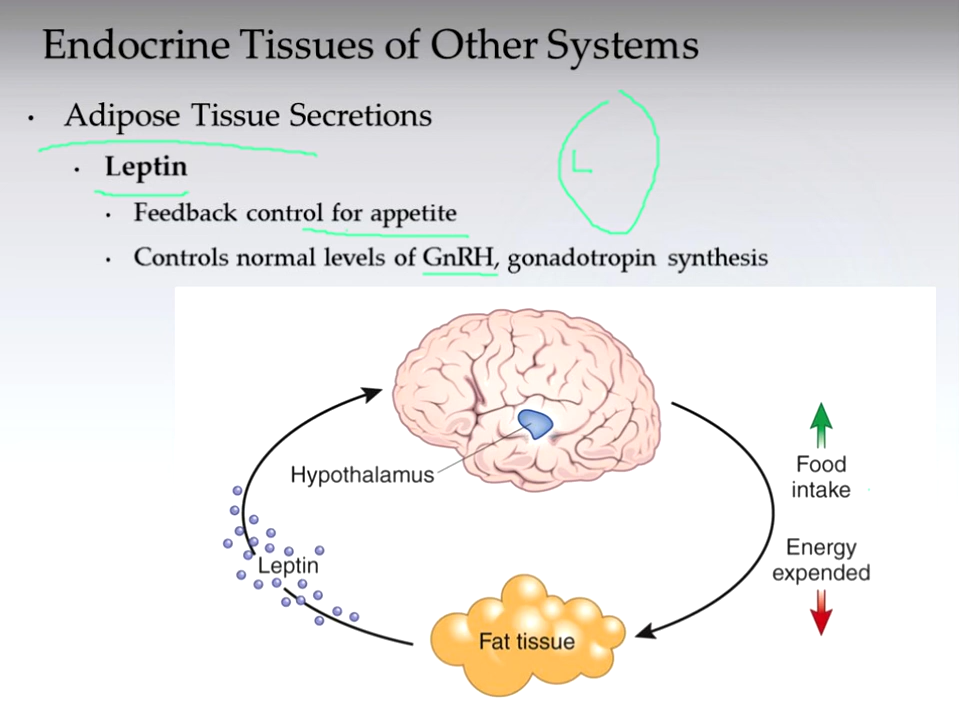 Endocrine Tissues of Other Systems
• Adipose Tissue Secretions
L
• Leptin
• Feedback control for appetite
• Controls normal levels of GnRH, gonadotropin synthesis
Hypothalamus
Food
intake
Leptin
Energy
expended
Fat tissue